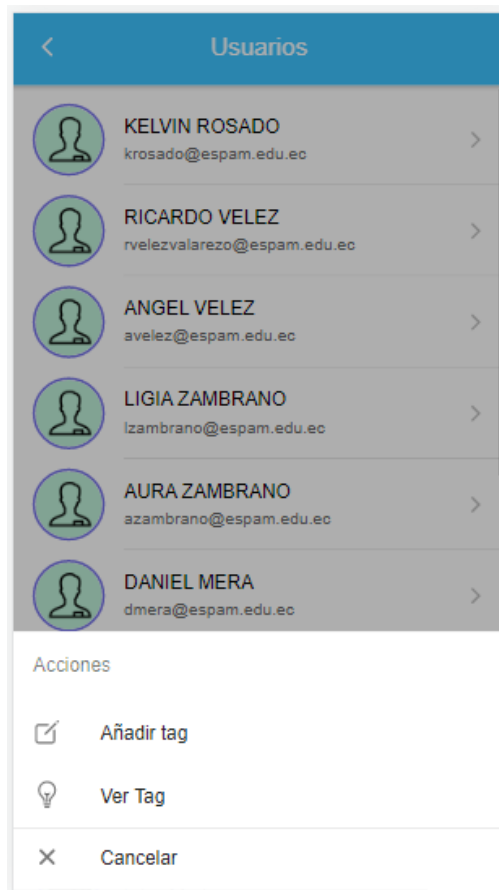 Usuarios
KELVIN ROSADO
krosado@espam.edu.ec
RICARDO VELEZ
rvelezvalarezo@espam.edu.ec
ANGEL VELEZ
avelez@espam.edu.ec
LIGIA ZAMBRANO
lzambrano@espam.edu.ec
AURA ZAMBRANO
azambrano@espam.edu.ec
DANIEL MERA
dmera@espam.edu.ec
Acciones
Añadir tag
Ver Tag
Cancelar